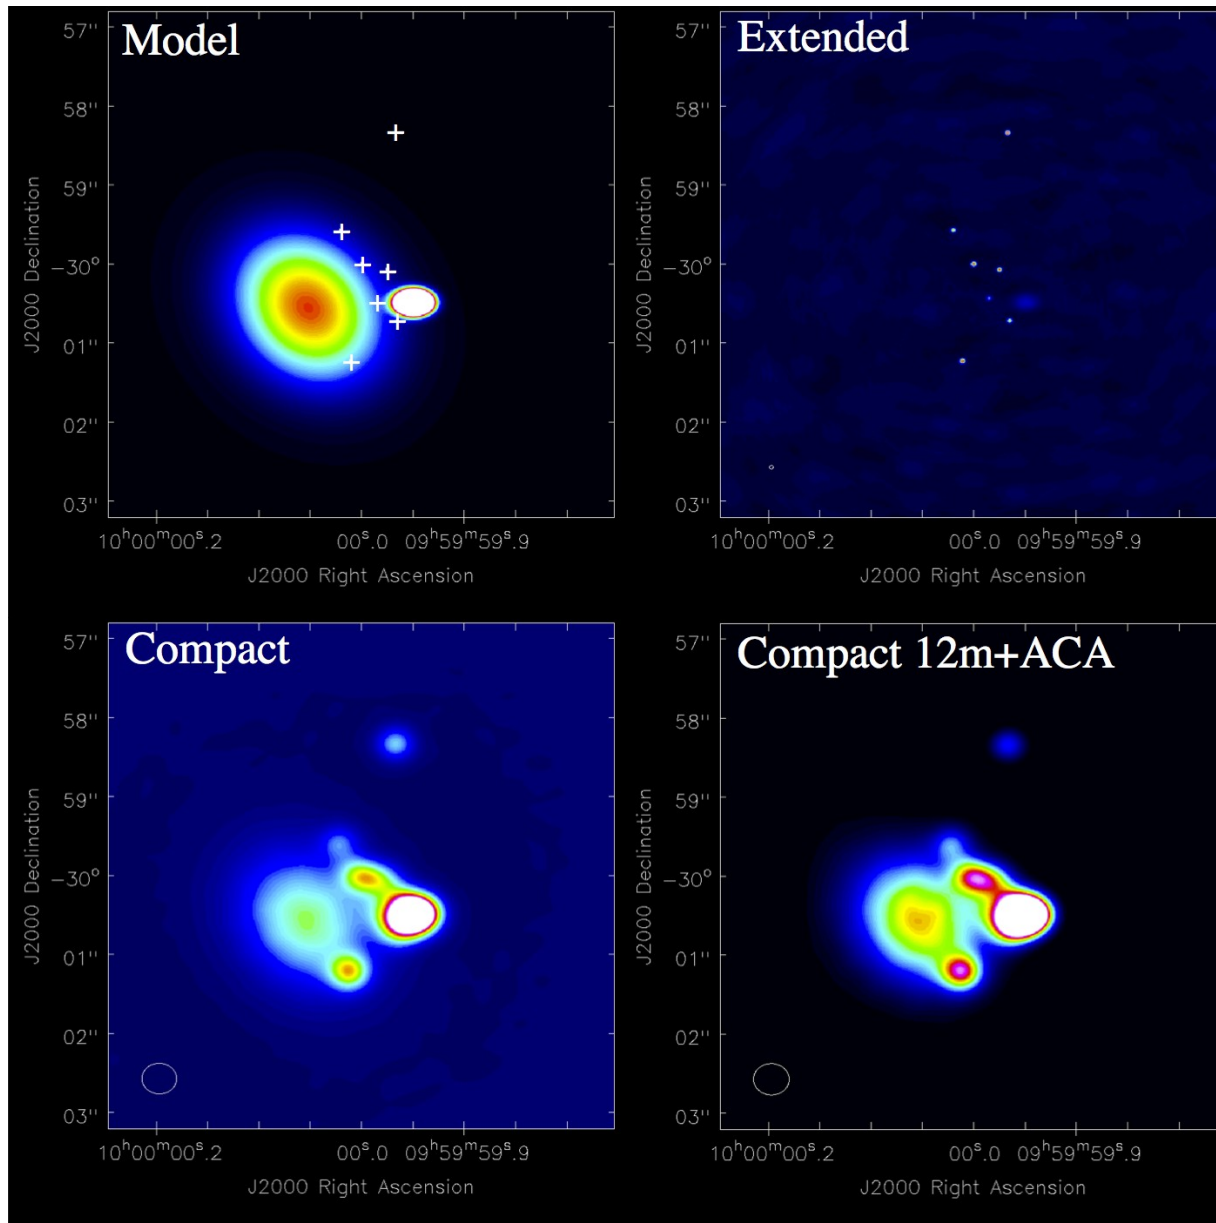 Model
57''
58''
59''
−30°
01''
02''
03''
J2000 Declination
10ʰ00ᵐ00ˢ.2
00ˢ.0
09ʰ59ᵐ59ˢ.9
J2000 Right Ascension
Extended
57''
58''
59''
−30°
01''
02''
03''
J2000 Declination
10ʰ00ᵐ00ˢ.2
00ˢ.0
09ʰ59ᵐ59ˢ.9
J2000 Right Ascension
Compact
57''
58''
59''
−30°
01''
02''
03''
J2000 Declination
10ʰ00ᵐ00ˢ.2
00ˢ.0
09ʰ59ᵐ59ˢ.9
J2000 Right Ascension
Compact 12m+ACA
57''
58''
59''
−30°
01''
02''
03''
J2000 Declination
10ʰ00ᵐ00ˢ.2
00ˢ.0
09ʰ59ᵐ59ˢ.9
J2000 Right Ascension